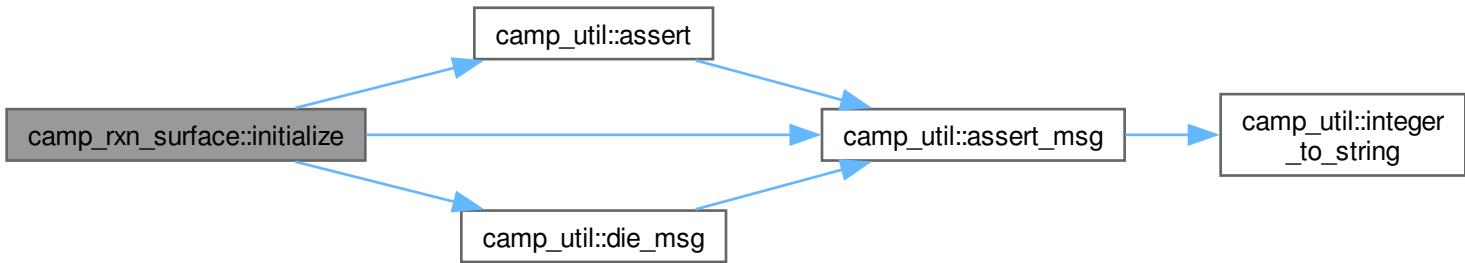 camp_util::assert
camp_rxn_surface::initialize
camp_util::assert_msg
camp_util::integer
_to_string
camp_util::die_msg